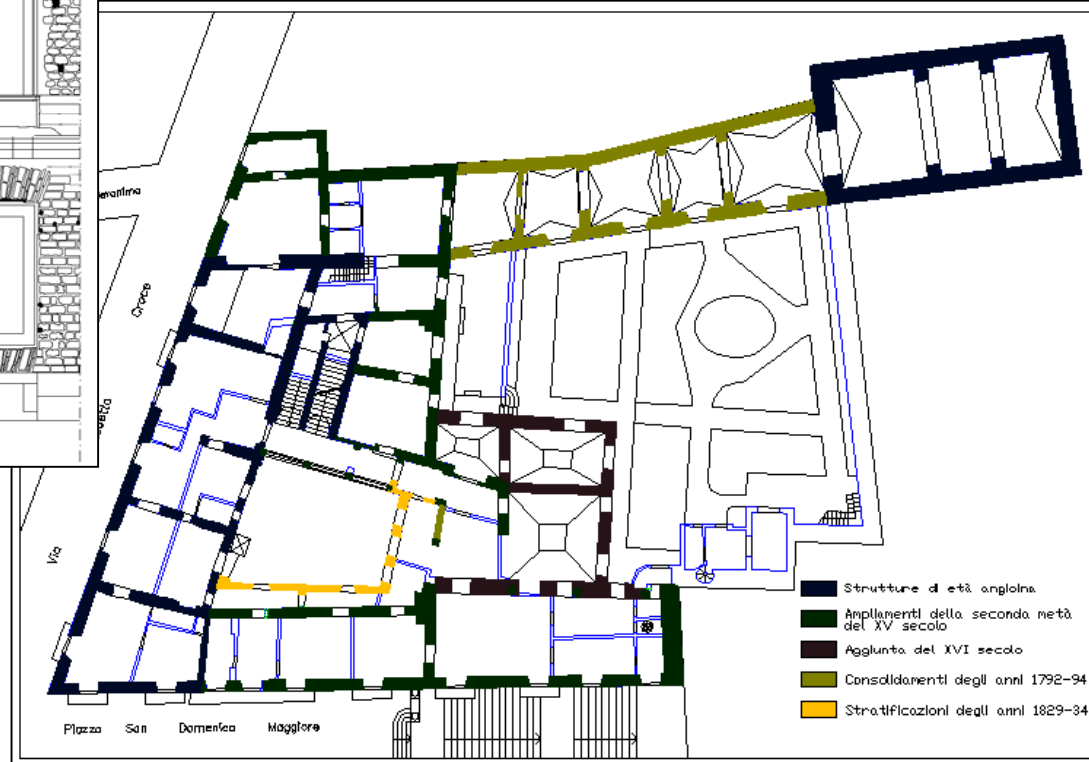 Croce
Via
Piazza San Domenico Maggiore
Strutture di età angioina
Ampliamenti della seconda metà
del XV secolo
Aggiunta del XVI secolo
Consolidamenti degli anni 1792-94
Stratificazioni degli anni 1829-34